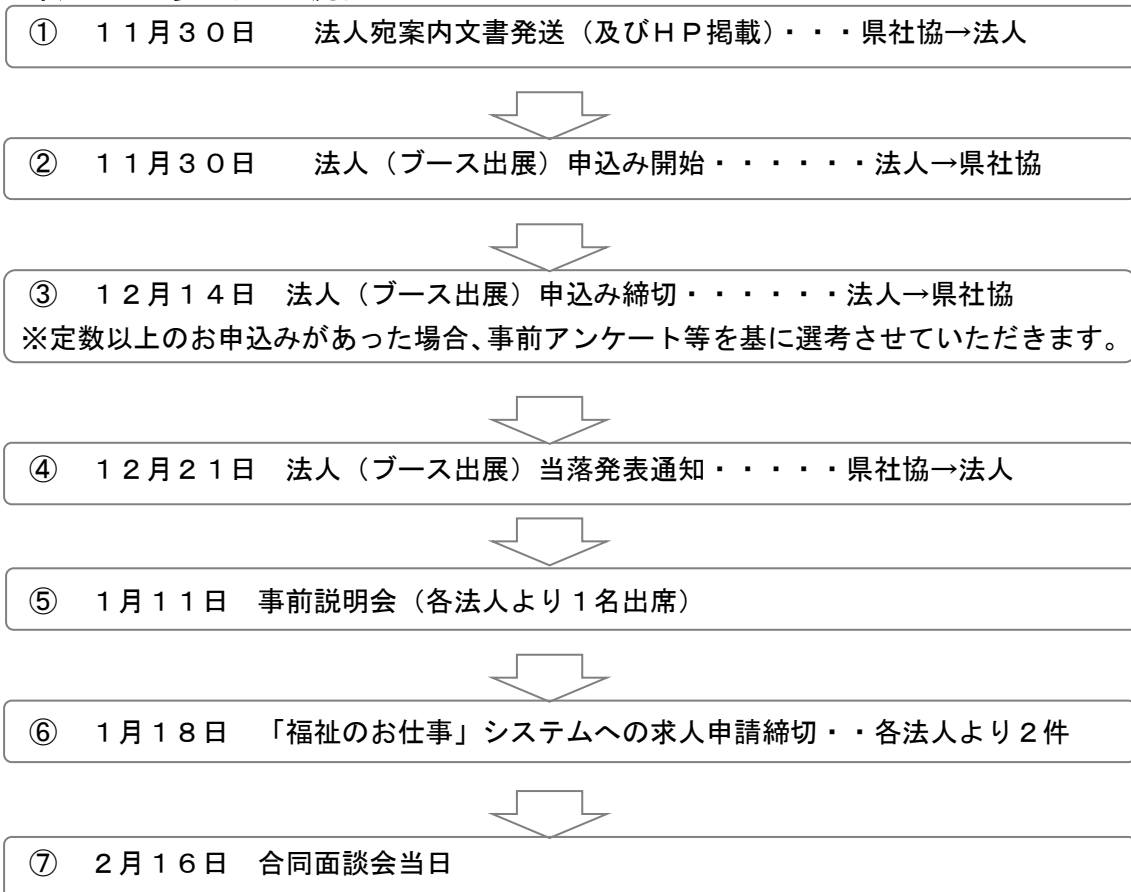 ①　１１月３０日　　法人宛案内文書発送（及びＨＰ掲載）・・・県社協→法人
②　１１月３０日　　法人（ブース出展）申込み開始・・・・・・法人→県社協
③　１２月１４日　法人（ブース出展）申込み締切・・・・・・法人→県社協
※定数以上のお申込みがあった場合、事前アンケート等を基に選考させていただきます。
④　１２月２１日　法人（ブース出展）当落発表通知・・・・・県社協→法人
⑤　１月１１日　事前説明会（各法人より１名出席）
⑥　１月１８日　「福祉のお仕事」システムへの求人申請締切・・各法人より２件
⑦　２月１６日　合同面談会当日